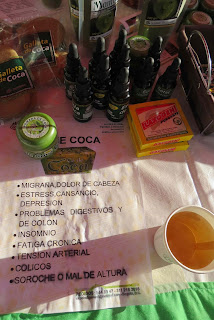 Galleta
de Coca
E COCA
• MIGRAÑA, DOLOR DE CABEZA
• ESTRESS, CANSANCIO,
DEPRESION
• PROBLEMAS DIGESTIVOS Y
DE COLON
• INSOMNIO
• FATIGA CRONICA
• TENSION ARTERIAL
• COLICOS
• SOROCHE O MAL DE ALTURA